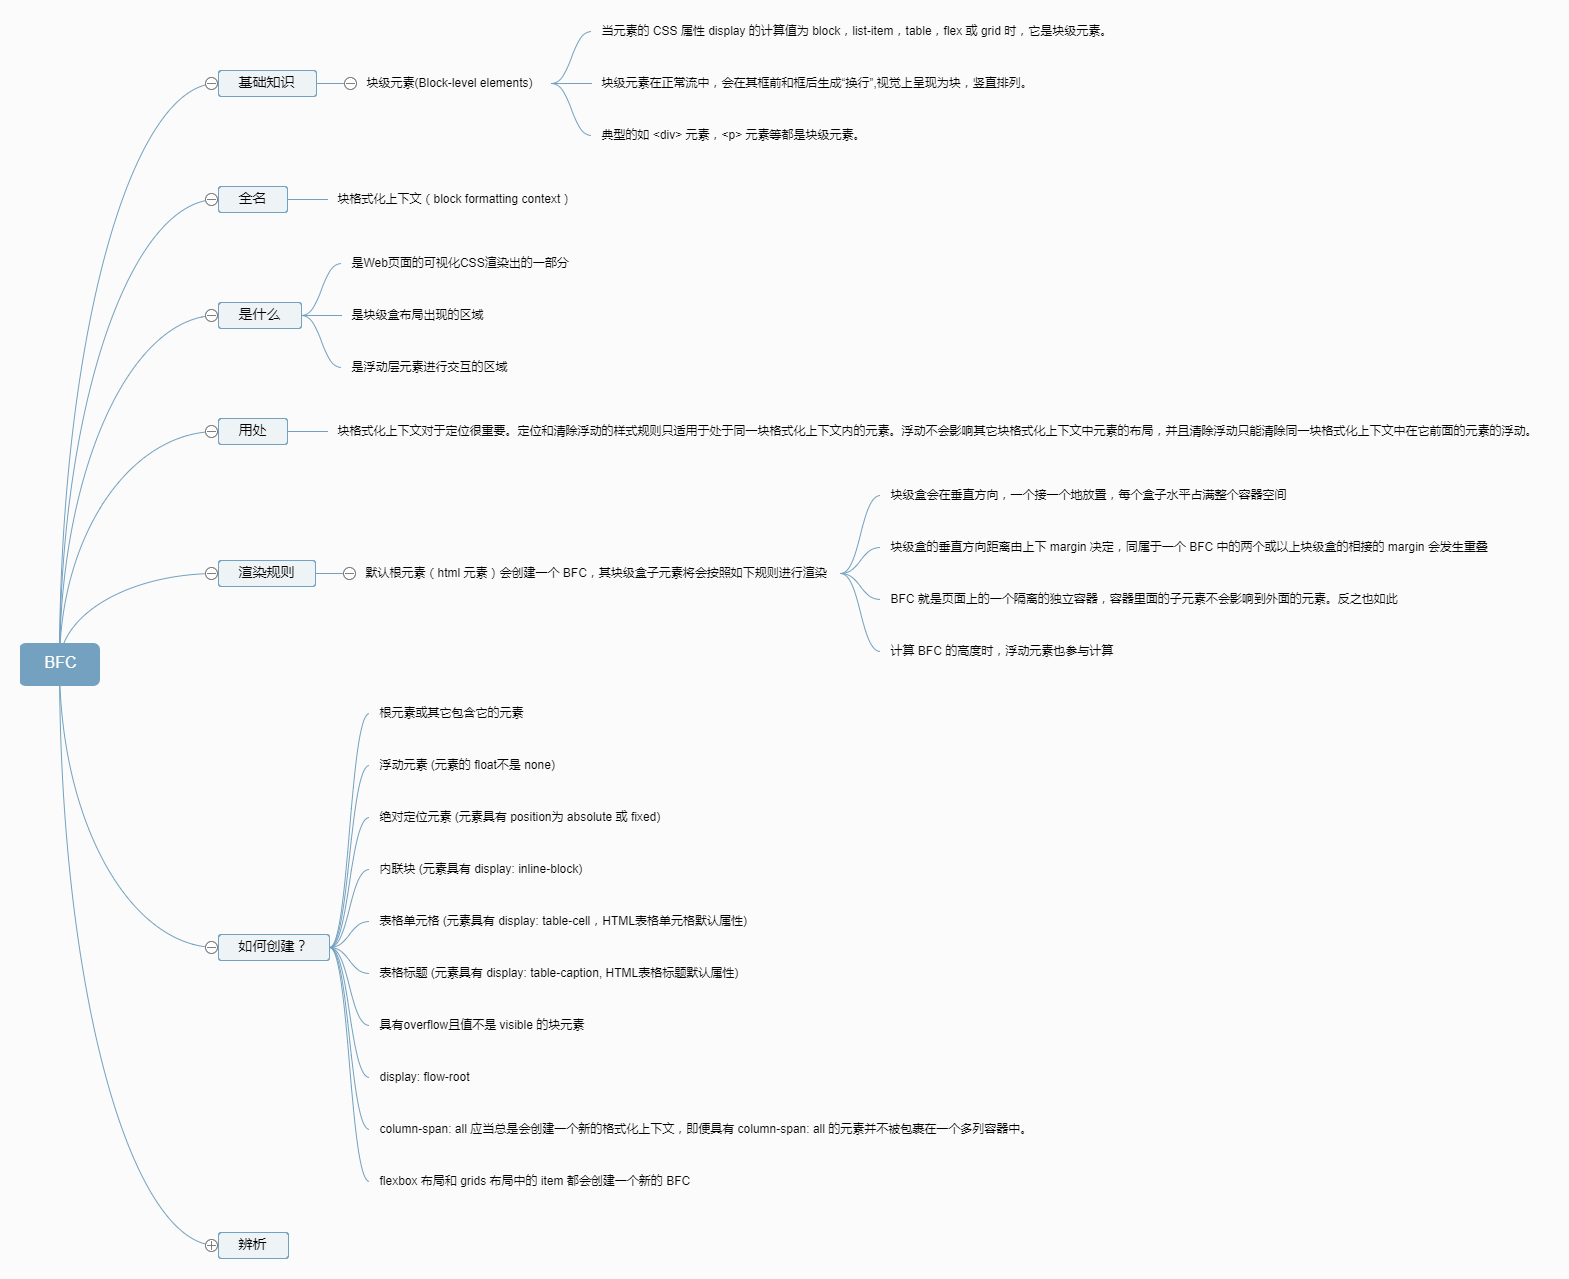 BFC
基础知识
块级元素(Block-level elements)
当元素的 CSS 属性 display 的计算值为 block，list-item，table，flex 或 grid 时，它是块级元素。
块级元素在正常流中，会在其框前和框后生成“换行”,视觉上呈现为块，竖直排列。
典型的如 <div> 元素，<p> 元素等都是块级元素。
全名
块格式化上下文（block formatting context）
是什么
是Web页面的可视化CSS渲染出的一部分
是块级盒布局出现的区域
是浮动层元素进行交互的区域
用处
块格式化上下文对于定位很重要。定位和清除浮动的样式规则只适用于处于同一块格式化上下文内的元素。浮动不会影响其它块格式化上下文中元素的布局，并且清除浮动只能清除同一块格式化上下文中在它前面的元素的浮动。
渲染规则
默认根元素（html 元素）会创建一个 BFC，其块级盒子元素将会按照如下规则进行渲染
块级盒会在垂直方向，一个接一个地放置，每个盒子水平占满整个容器空间
块级盒的垂直方向距离由上下 margin 决定，同属于一个 BFC 中的两个或以上块级盒的相接的 margin 会发生重叠
BFC 就是页面上的一个隔离的独立容器，容器里面的子元素不会影响到外面的元素。反之也如此
计算 BFC 的高度时，浮动元素也参与计算
如何创建？
根元素或其它包含它的元素
浮动元素 (元素的 float不是 none)
绝对定位元素 (元素具有 position为 absolute 或 fixed)
内联块 (元素具有 display: inline-block)
表格单元格 (元素具有 display: table-cell，HTML表格单元格默认属性)
表格标题 (元素具有 display: table-caption, HTML表格标题默认属性)
具有overflow且值不是 visible 的块元素
display: flow-root
column-span: all 应当总是会创建一个新的格式化上下文，即便具有 column-span: all 的元素并不被包裹在一个多列容器中。
flexbox 布局和 grids 布局中的 item 都会创建一个新的 BFC
辨析